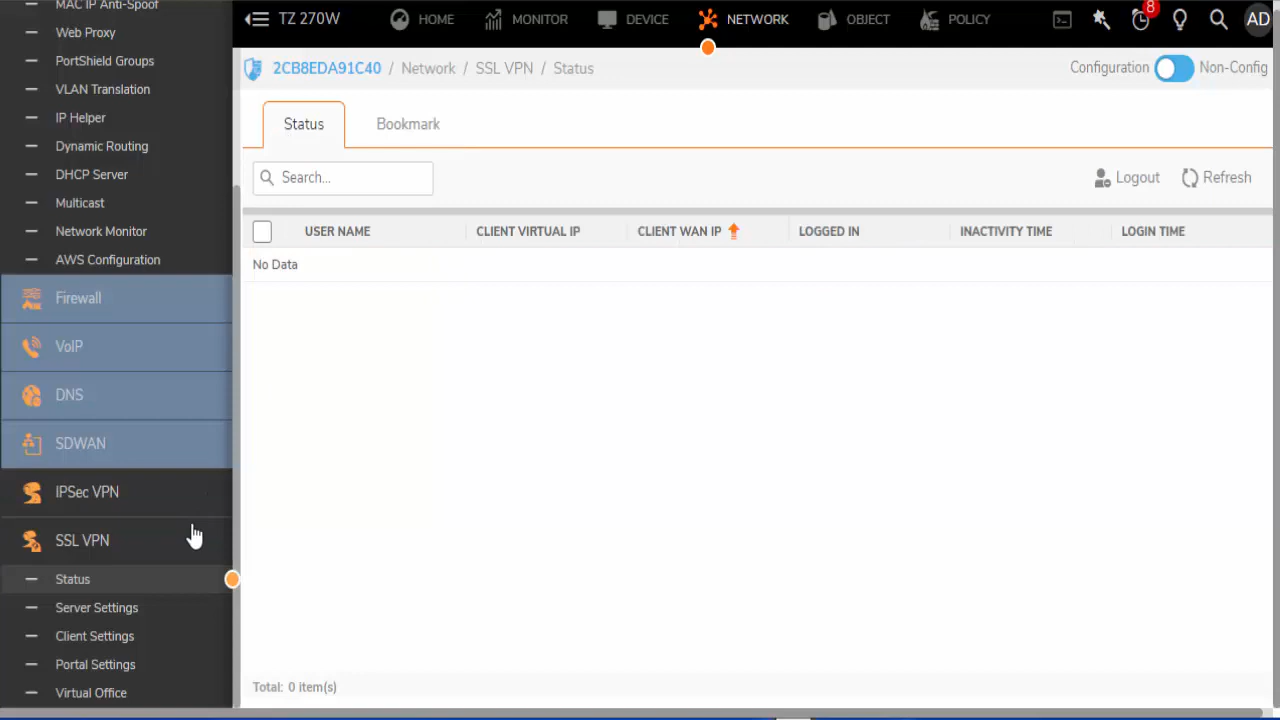 TZ 270W
HOME
MONITOR
DEVICE
NETWORK
OBJECT
POLICY
8
AD
2CB8EDA91C40 / Network / SSL VPN / Status
Configuration
Non-Config
Status
Bookmark
Search...
Logout
Refresh
USER NAME
CLIENT VIRTUAL IP
CLIENT WAN IP
LOGGED IN
INACTIVITY TIME
LOGIN TIME
No Data
Total: 0 item(s)
MAC IP Anti-Spoof
Web Proxy
PortShield Groups
VLAN Translation
IP Helper
Dynamic Routing
DHCP Server
Multicast
Network Monitor
AWS Configuration
Firewall
VoIP
DNS
SDWAN
IPSec VPN
SSL VPN
Status
Server Settings
Client Settings
Portal Settings
Virtual Office